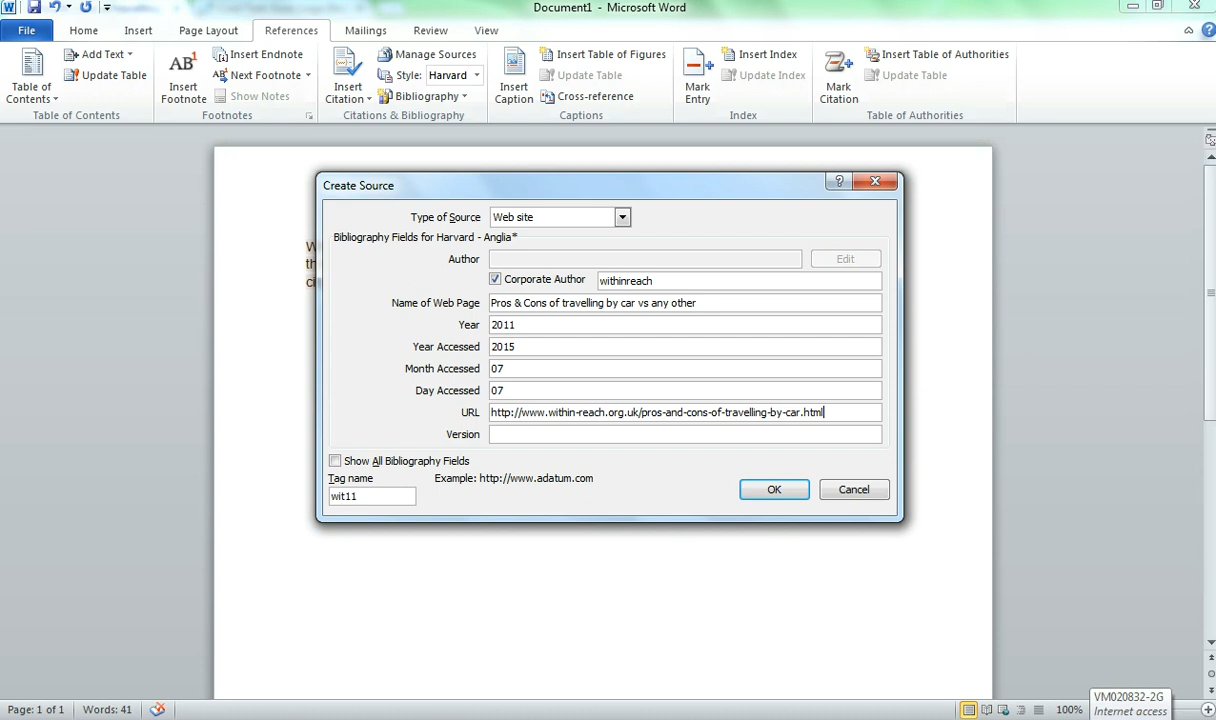 Document1 - Microsoft Word
File Home Insert Page Layout References Mailings Review View
Table of Contents
Add Text
Update Table
Table of Contents
AB¹ Insert Footnote
Insert Endnote
AB¹ Next Footnote
Show Notes
Footnotes
Insert Citation
Manage Sources
Style: Harvard
Bibliography
Citations & Bibliography
Insert Caption
Insert Table of Figures
Update Table
Cross-reference
Captions
Mark Entry
Insert Index
Update Index
Index
Mark Citation
Insert Table of Authorities
Update Table
Table of Authorities
Create Source
Type of Source Web site
Bibliography Fields for Harvard - Anglia*
Author Edit
Corporate Author withinreach
Name of Web Page Pros & Cons of travelling by car vs any other
Year 2011
Year Accessed 2015
Month Accessed 07
Day Accessed 07
URL http://www.within-reach.org.uk/pros-and-cons-of-travelling-by-car.html
Version
Show All Bibliography Fields
Tag name Example: http://www.adatum.com
wit11
OK Cancel
Page: 1 of 1 Words: 41 100%
VM020832-2G
Internet access